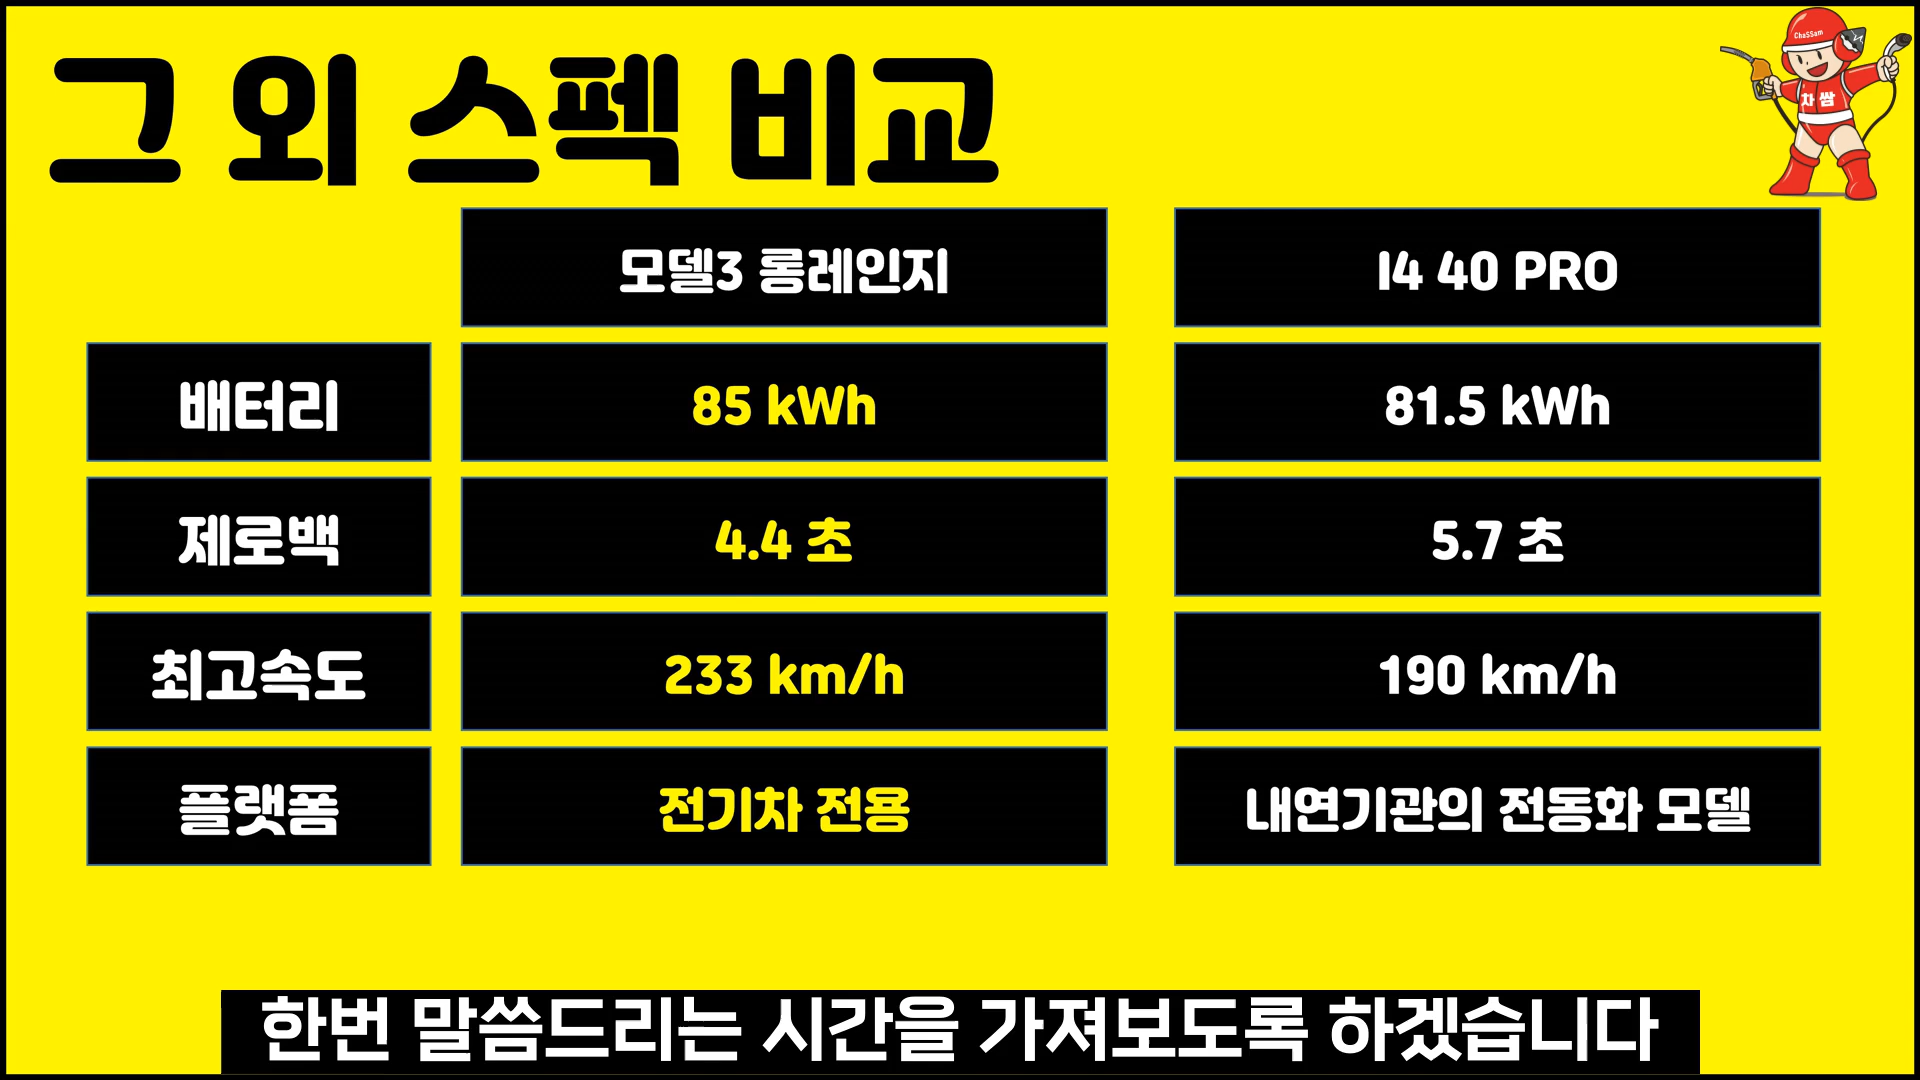 그 외 스펙 비교
ChaSSam
차쌈
모델3 롱레인지
I4 40 PRO
배터리
85 kWh
81.5 kWh
제로백
4.4 초
5.7 초
최고속도
233 km/h
190 km/h
플랫폼
전기차 전용
내연기관의 전동화 모델
한번 말씀드리는 시간을 가져보도록 하겠습니다